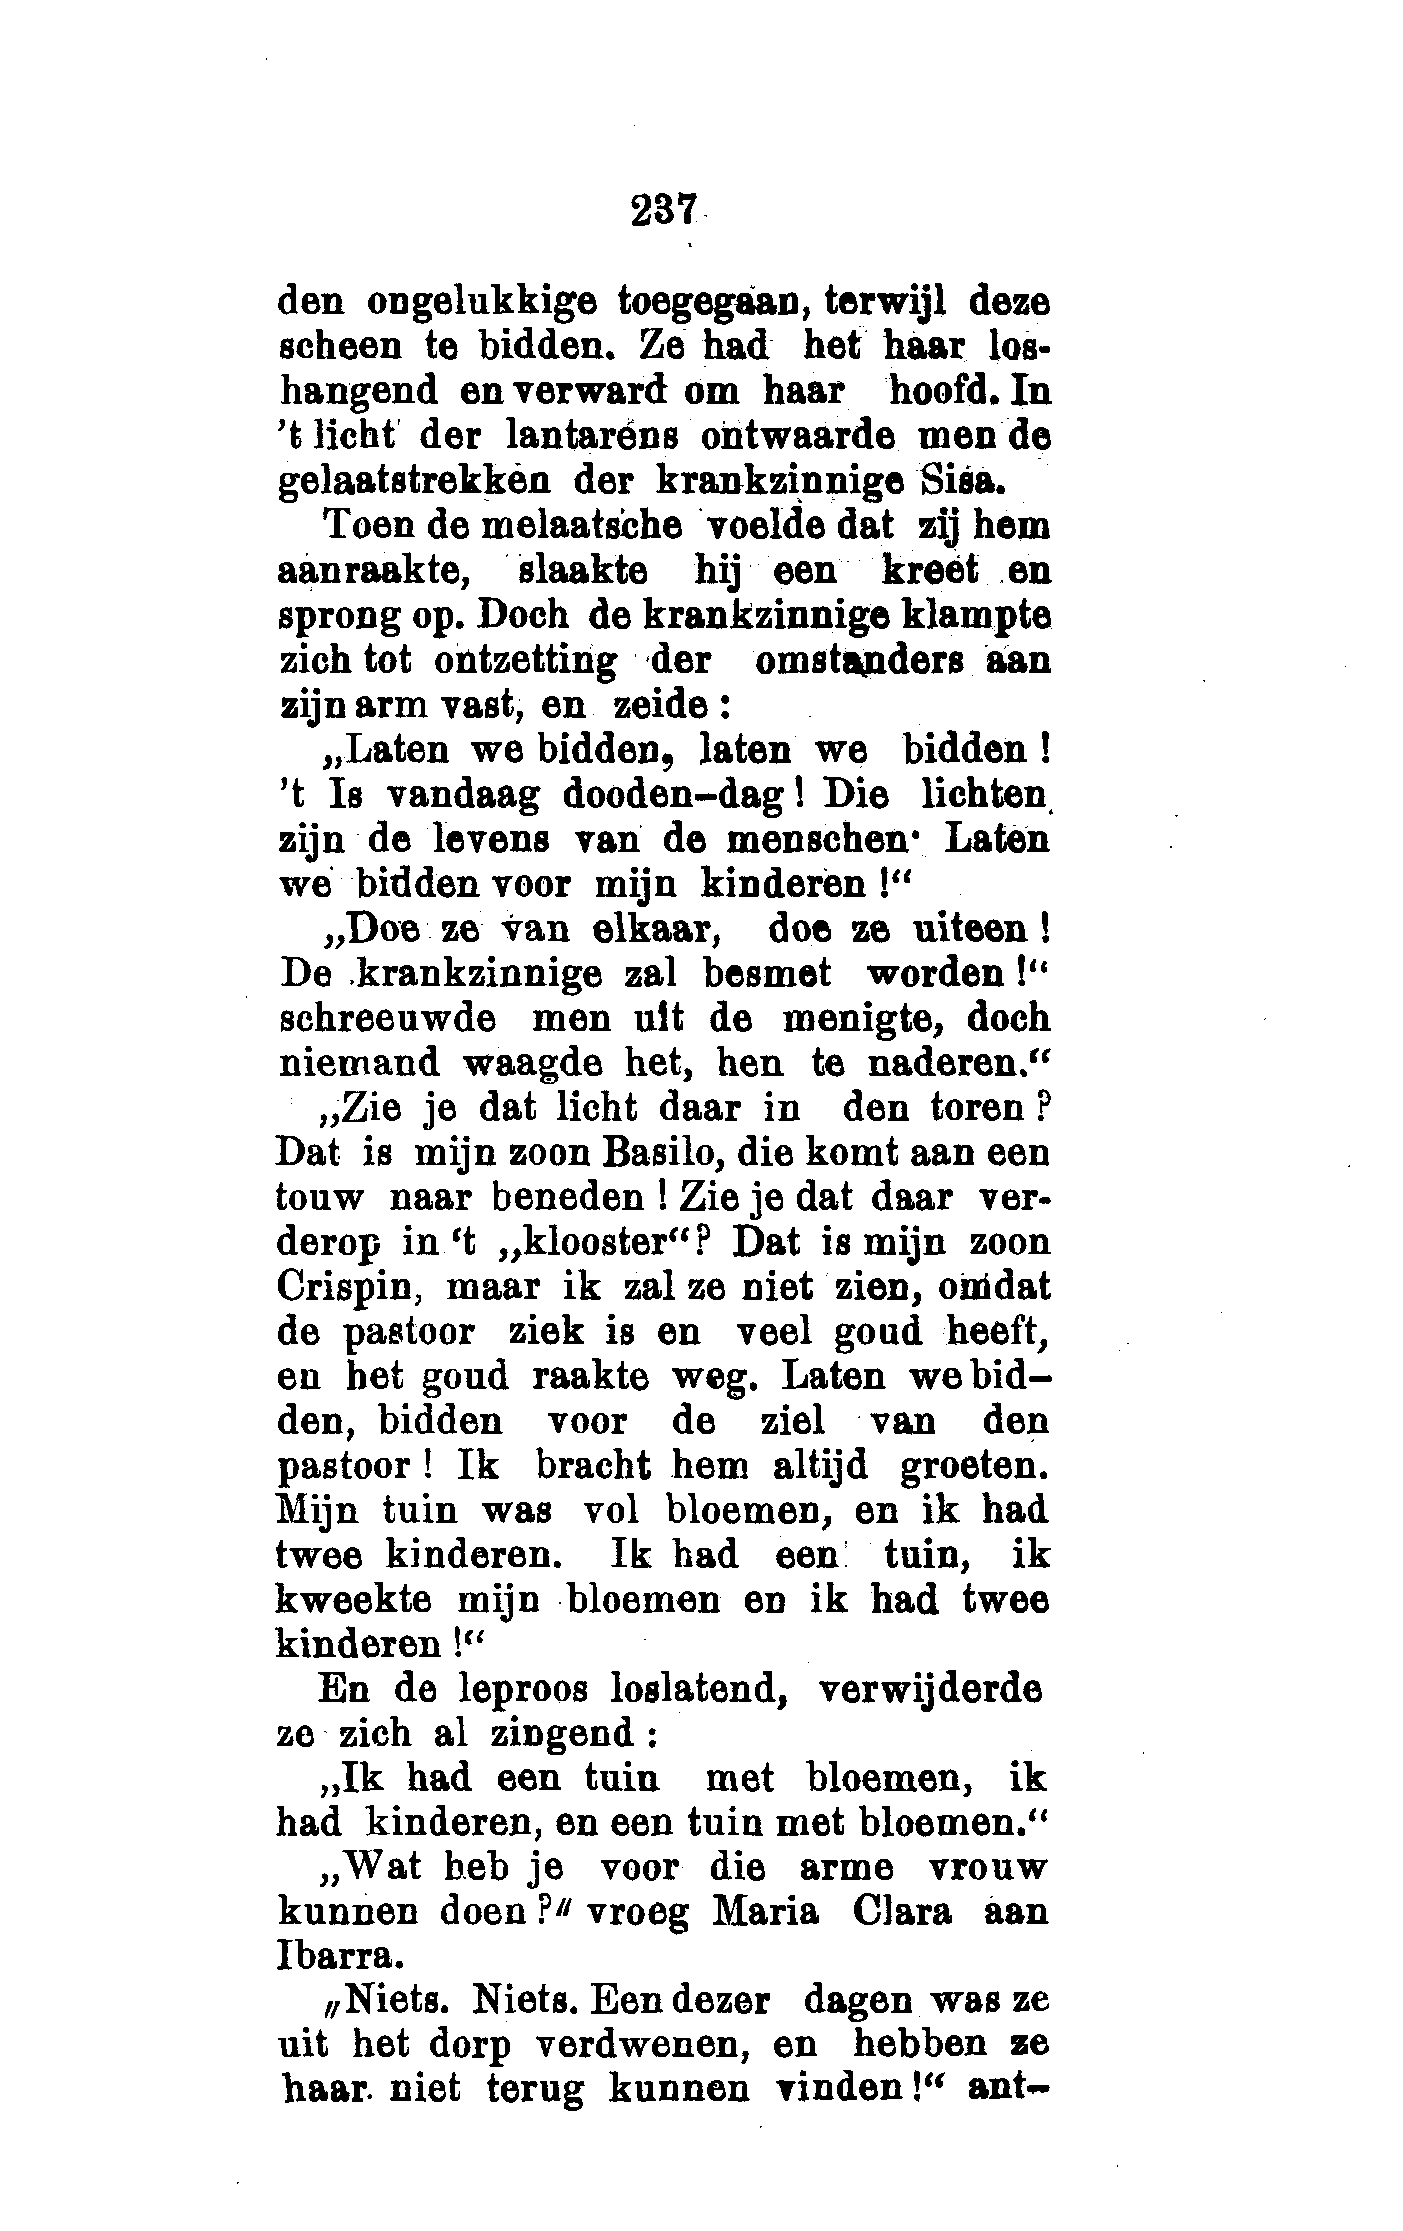 237
den ongelukkige toegegaan, terwijl deze
scheen te bidden. Ze had het haar los-
hangend en verward om haar hoofd. In
't licht der lantarens ontwaarde men de
gelaatstrekken der krankzinnige Sisa.
Toen de melaatsche voelde dat zij hem
aanraakte, slaakte hij een kreet en
sprong op. Doch de krankzinnige klampte
zich tot ontzetting der omstanders aan
zijn arm vast, en zeide :
„Laten we bidden, laten we bidden !
't Is vandaag dooden-dag ! Die lichten
zijn de levens van de menschen· Laten
we bidden voor mijn kinderen !“
„Doe ze van elkaar, doe ze uiteen !
De krankzinnige zal besmet worden !“
schreeuwde men uit de menigte, doch
niemand waagde het, hen te naderen.“
„Zie je dat licht daar in den toren ?
Dat is mijn zoon Basilo, die komt aan een
touw naar beneden ! Zie je dat daar ver-
derop in ‘t „klooster“? Dat is mijn zoon
Crispin, maar ik zal ze niet zien, omdat
de pastoor ziek is en veel goud heeft,
en het goud raakte weg. Laten we bid-
den, bidden voor de ziel van den
pastoor ! Ik bracht hem altijd groeten.
Mijn tuin was vol bloemen, en ik had
twee kinderen. Ik had een tuin, ik
kweekte mijn bloemen en ik had twee
kinderen !“
En de leproos loslatend, verwijderde
ze zich al zingend :
„Ik had een tuin met bloemen, ik
had kinderen, en een tuin met bloemen.“
„Wat heb je voor die arme vrouw
kunnen doen ?" vroeg Maria Clara aan
Ibarra.
"Niets. Niets. Een dezer dagen was ze
uit het dorp verdwenen, en hebben ze
haar niet terug kunnen vinden !“ ant-